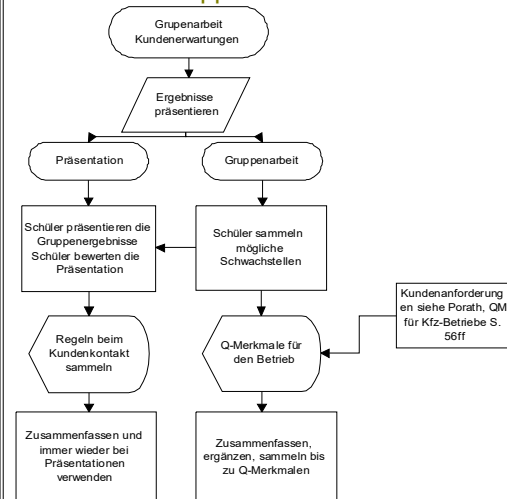 Grupenarbeit
Kundenerwartungen
Ergebnisse
präsentieren
Präsentation
Gruppenarbeit
Schüler präsentieren die
Gruppenergebnisse
Schüler bewerten die
Präsentation
Schüler sammeln
mögliche
Schwachstellen
Kundenanforderung
en siehe Porath, QM
für Kfz-Betriebe S.
56ff
Regeln beim
Kundenkontakt
sammeln
Q-Merkmale für
den Betrieb
Zusammenfassen und
immer wieder bei
Präsentationen
verwenden
Zusammenfassen,
ergänzen, sammeln bis
zu Q-Merkmalen